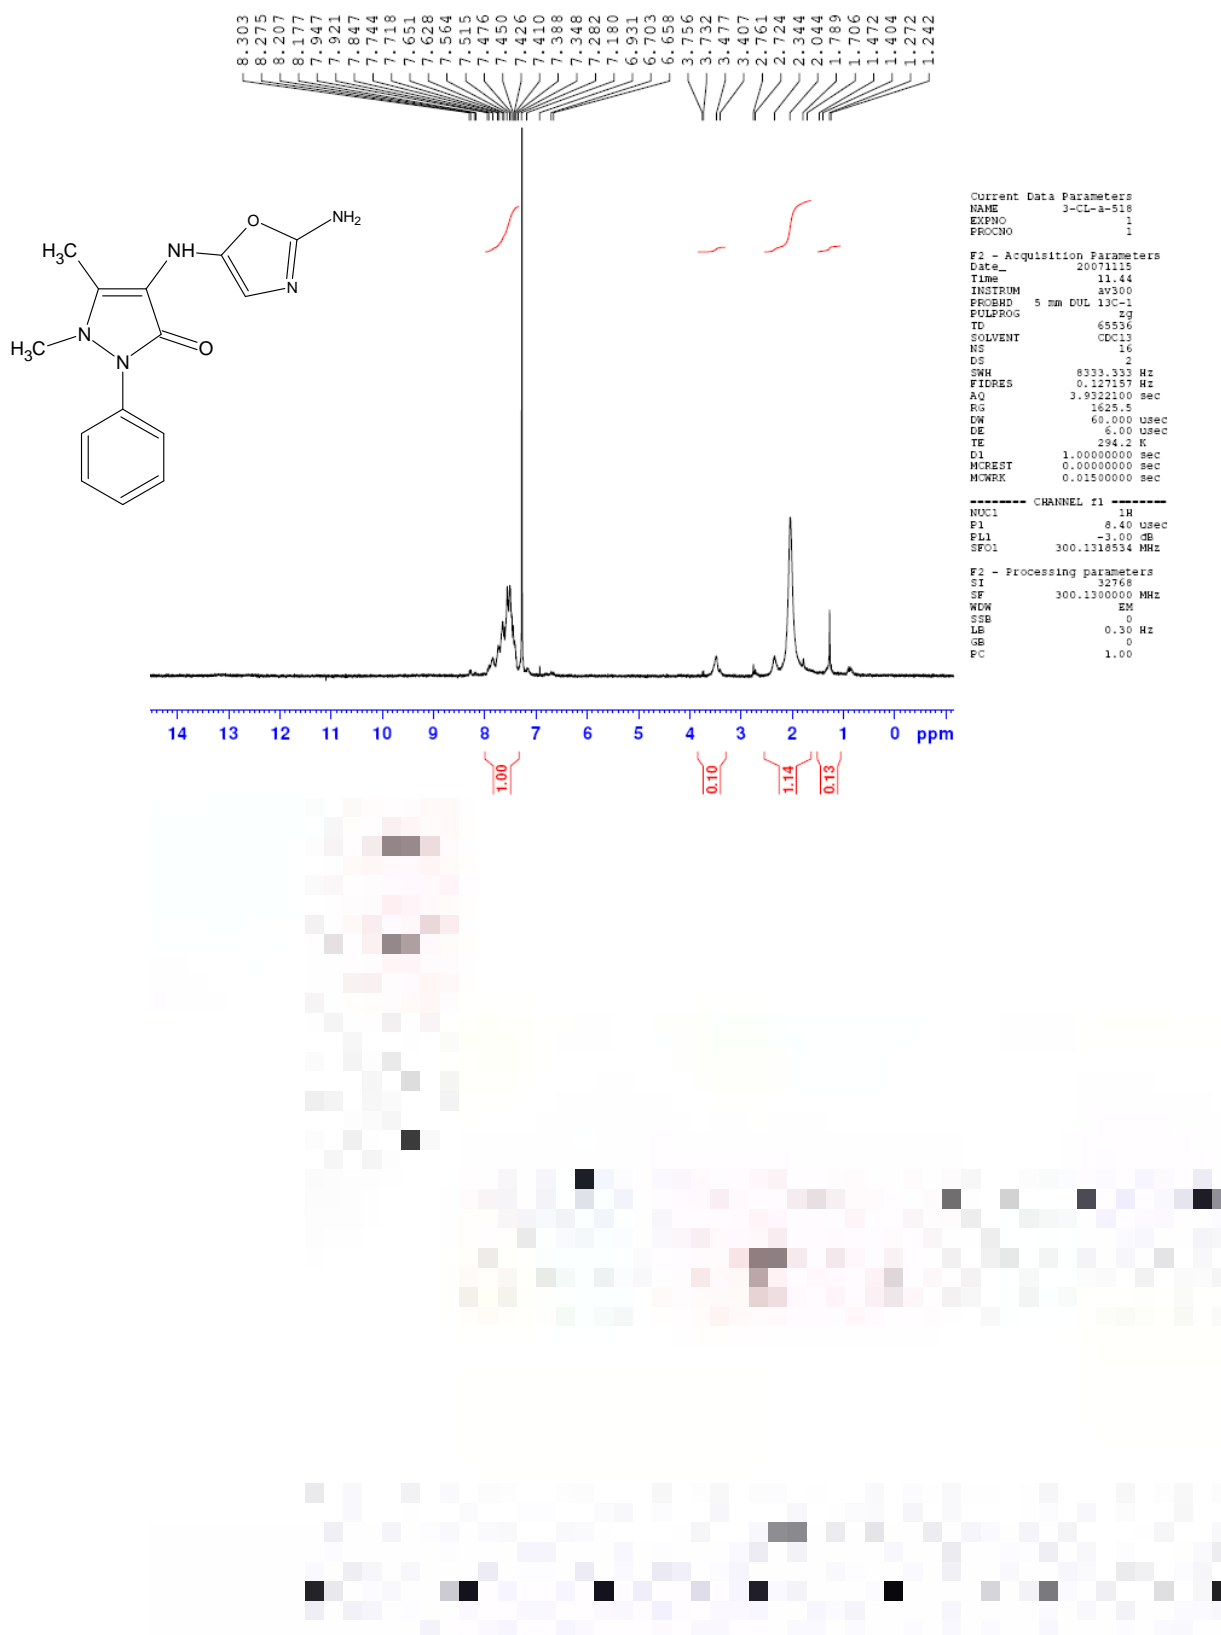 8.303
8.275
8.207
8.177
7.947
7.921
7.847
7.744
7.718
7.651
7.628
7.564
7.515
7.476
7.450
7.426
7.410
7.388
7.348
7.282
7.180
6.931
6.703
6.658
3.756
3.732
3.477
3.407
2.761
2.724
2.344
2.044
1.789
1.706
1.472
1.404
1.272
1.242
O
NH2
NH
H3C
N
N
H3C
O
N
Current Data Parameters
NAME 3-CL-a-518
EXPNO 1
PROCNO 1
F2 - Acquisition Parameters
Date_ 20071115
Time 11.44
INSTRUM av300
PROBHD 5 mm DUL 13C-1
PULPROG zg
TD 65536
SOLVENT CDCl3
NS 16
DS 2
SWH 8333.333 Hz
FIDRES 0.127157 Hz
AQ 3.9322100 sec
RG 1625.5
DW 60.000 usec
DE 6.00 usec
TE 294.2 K
D1 1.00000000 sec
MCREST 0.00000000 sec
MCWRK 0.01500000 sec
======== CHANNEL f1 ========
NUC1 1H
P1 8.40 usec
PL1 -3.00 dB
SFO1 300.1318534 MHz
F2 - Processing parameters
SI 32768
SF 300.1300000 MHz
WDW EM
SSB 0
LB 0.30 Hz
GB 0
PC 1.00
14 13 12 11 10 9 8 7 6 5 4 3 2 1 0 ppm
1.00
0.10
1.14
0.13